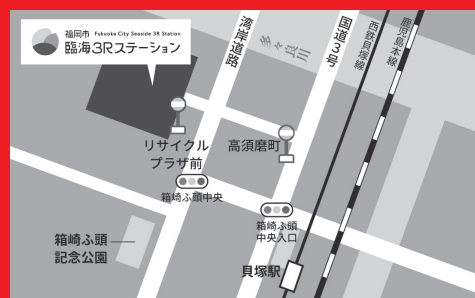 福岡市 Fukuoka City Seaside 3R Station
臨海3Rステーション
湾岸道路
多々良川
国道3号
西鉄貝塚線
鹿児島本線
リサイクル
プラザ前
高須磨町
箱崎ふ頭中央
箱崎ふ頭
中央入口
箱崎ふ頭
記念公園
貝塚駅